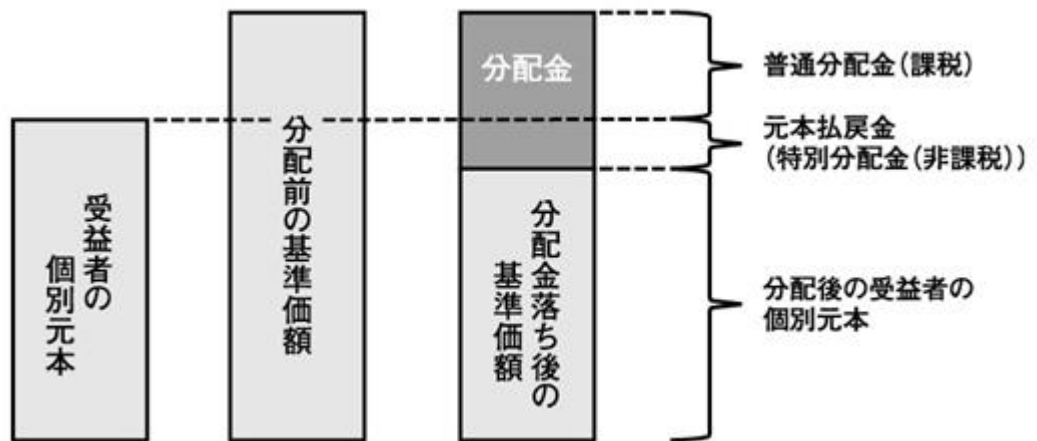 受益者の
個別元本
分配前の基準価額
分配金
分配金落ち後の
基準価額
普通分配金(課税)
元本払戻金
(特別分配金(非課税))
分配後の受益者の
個別元本